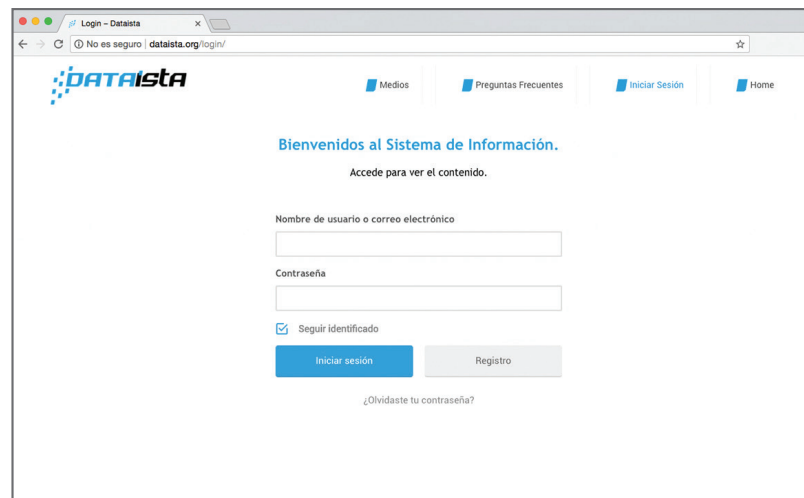 Login – Dataista
No es seguro | dataista.org/login/
DATAista
Medios
Preguntas Frecuentes
Iniciar Sesión
Home
Bienvenidos al Sistema de Información.
Accede para ver el contenido.
Nombre de usuario o correo electrónico
Contraseña
Seguir identificado
Iniciar sesión
Registro
¿Olvidaste tu contraseña?